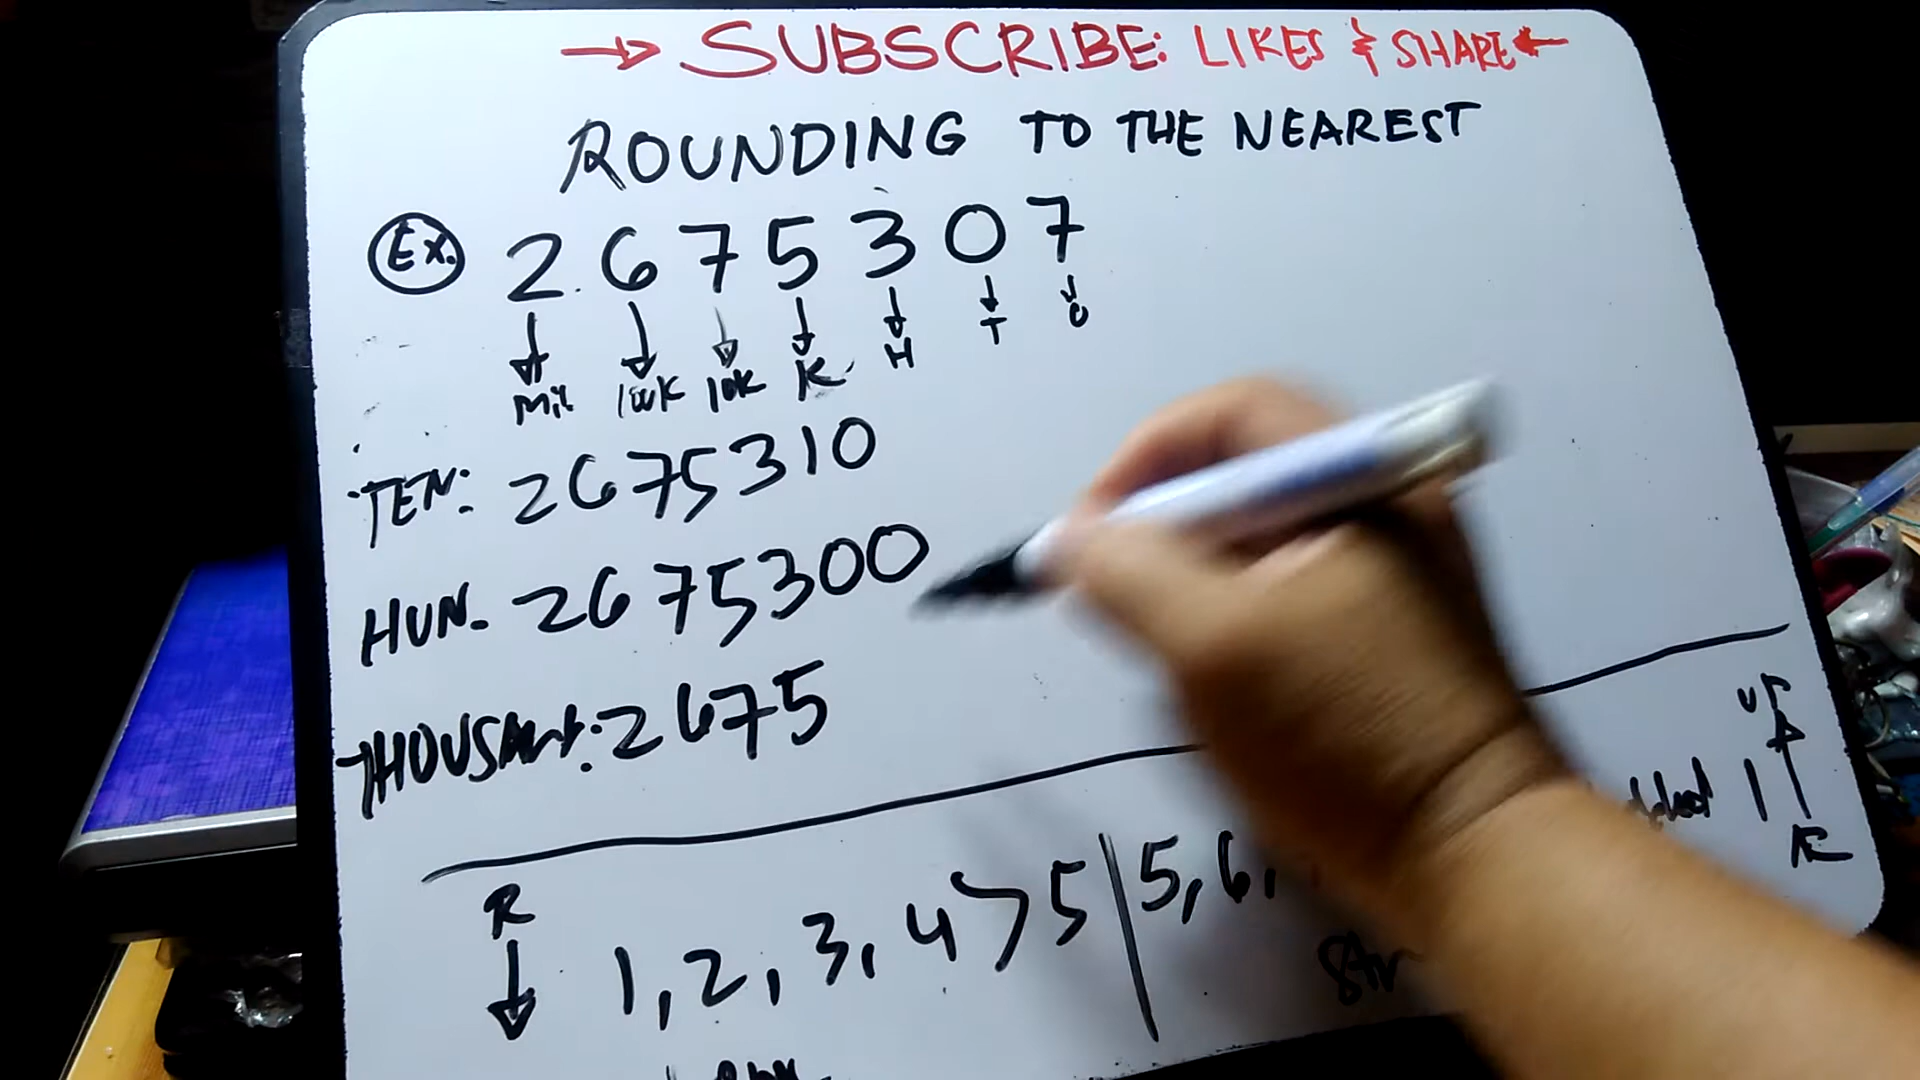 → SUBSCRIBE: LIKES & SHARE ←
ROUNDING TO THE NEAREST
Ex. 2 6 7 5 3 0 7
Mil 100K 10K K H T O
TEN: 2675310
HUN. 2675300
THOUSAND: 2675
UP
1
R
R
1, 2, 3, 4 > 5 | 5, 6,